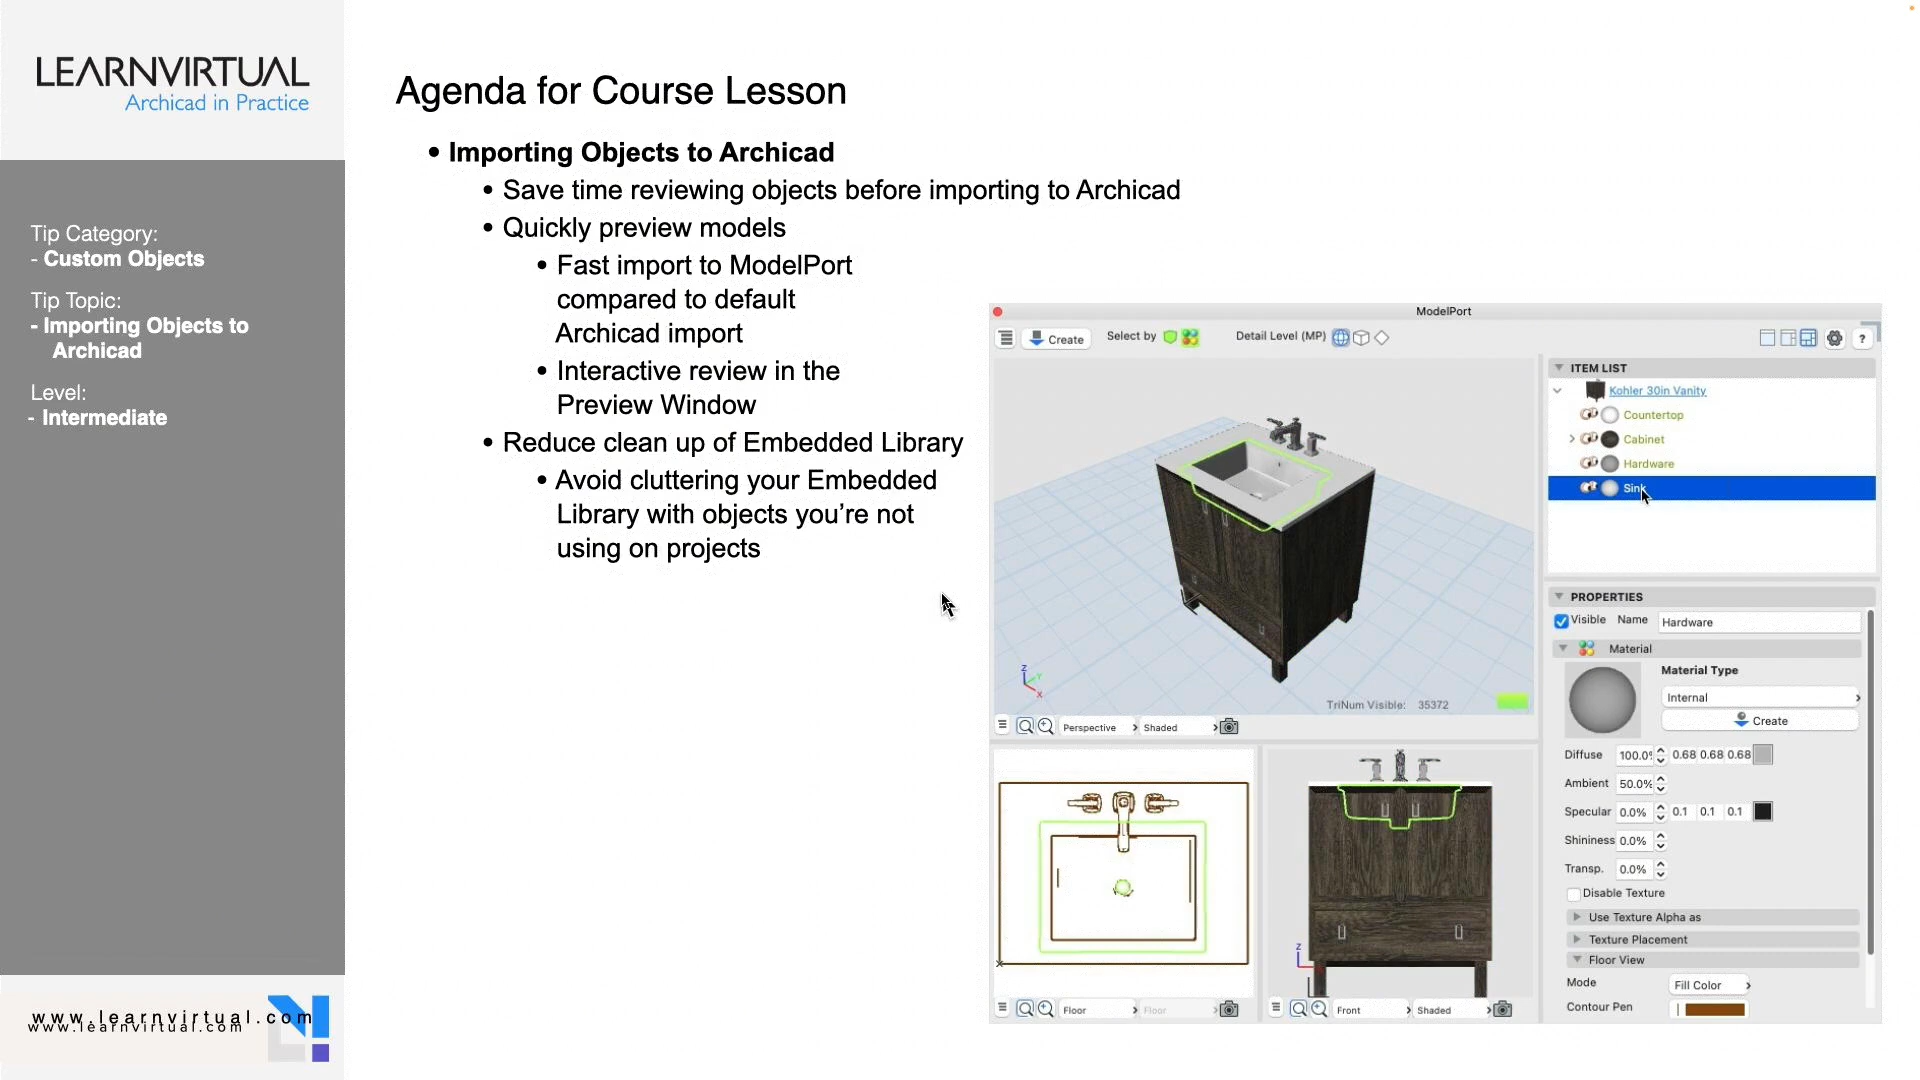 LEARNVIRTUAL
Archicad in Practice
Tip Category:
- Custom Objects
Tip Topic:
- Importing Objects to
Archicad
Level:
- Intermediate
www.learnvirtual.com
www.learnvirtual.com
Agenda for Course Lesson
• Importing Objects to Archicad
• Save time reviewing objects before importing to Archicad
• Quickly preview models
• Fast import to ModelPort
compared to default
Archicad import
• Interactive review in the
Preview Window
• Reduce clean up of Embedded Library
• Avoid cluttering your Embedded
Library with objects you’re not
using on projects
ModelPort
Create Select by Detail Level (MP) ?
Z
Y
X
TriNum Visible: 35372
Perspective Shaded
Floor Floor
Z
Front Shaded
ITEM LIST
Kohler 30in Vanity
Countertop
Cabinet
Hardware
Sink
PROPERTIES
Visible Name Hardware
Material
Material Type
Internal
Create
Diffuse 100.0% 0.68 0.68 0.68
Ambient 50.0%
Specular 0.0% 0.1 0.1 0.1
Shininess 0.0%
Transp. 0.0%
Disable Texture
Use Texture Alpha as
Texture Placement
Floor View
Mode Fill Color
Contour Pen